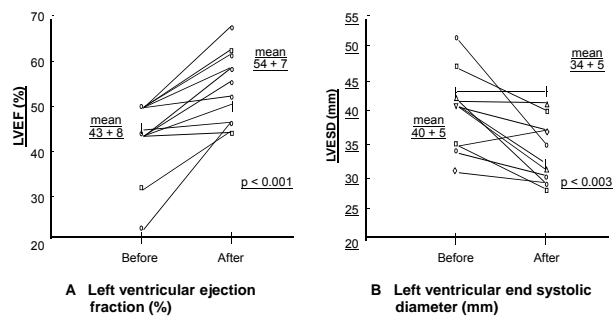 A
B
70
60
50
40
30
20
LVEF (%)
mean
43 + 8
mean
54 + 7
p < 0.001
Before
After
A Left ventricular ejection
fraction (%)
55
50
45
40
35
30
25
20
LVESD (mm)
mean
40 + 5
mean
34 + 5
p < 0.003
Before
After
B Left ventricular end systolic
diameter (mm)